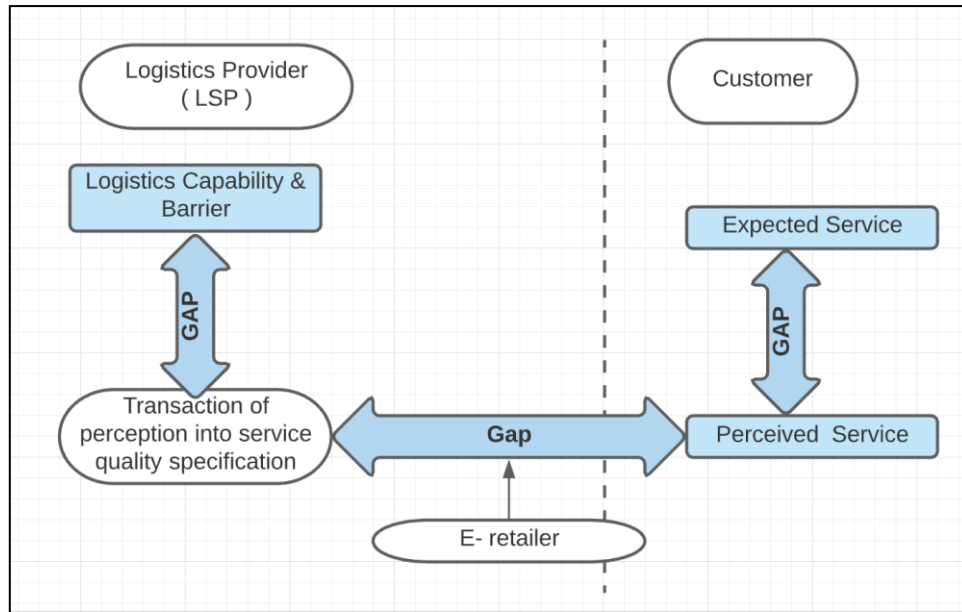 Logistics Provider
( LSP )
Customer
Logistics Capability &
Barrier
Expected Service
GAP
GAP
Transaction of
perception into service
quality specification
Gap
Perceived Service
E- retailer